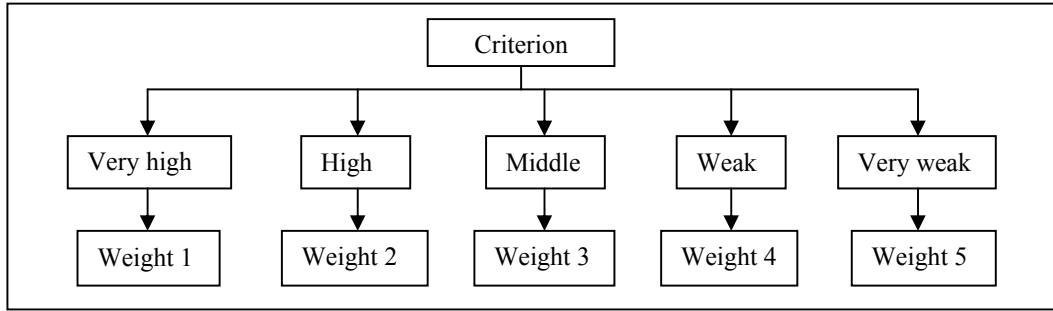 Criterion
Very high
High
Middle
Weak
Very weak
Weight 1
Weight 2
Weight 3
Weight 4
Weight 5